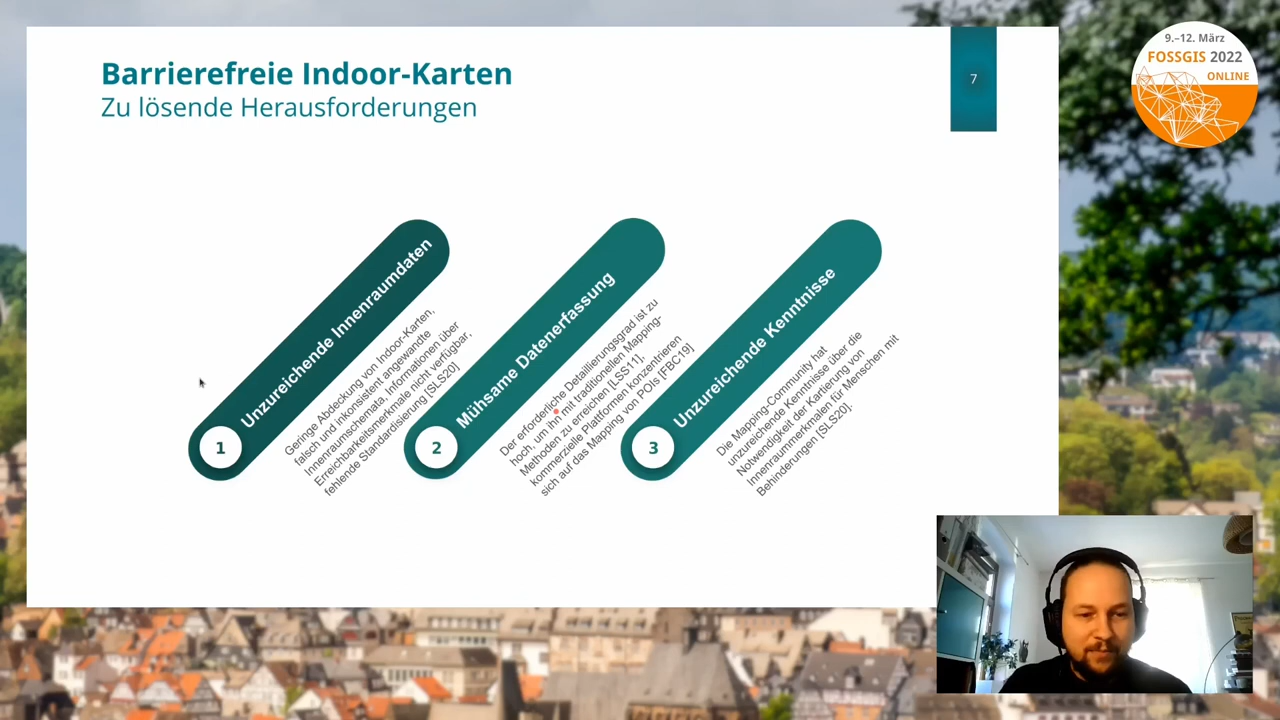 Barrierefreie Indoor-Karten
Zu lösende Herausforderungen
7
9.–12. März
FOSSGIS 2022
ONLINE
1
Unzureichende Innenraumdaten
Geringe Abdeckung von Indoor-Karten,
falsch und inkonsistent angewandte
Innenraumschemata, Informationen über
Erreichbarkeitsmerkmale nicht verfügbar,
fehlende Standardisierung [SLS20]
2
Mühsame Datenerfassung
Der erforderliche Detaillierungsgrad ist zu
hoch, um ihn mit traditionellen Mapping-
Methoden zu erreichen [LSS11],
kommerzielle Platformen konzentrieren
sich auf das Mapping von POIs [FBC19]
3
Unzureichende Kenntnisse
Die Mapping-Community hat
unzureichende Kenntnisse über die
Notwendigkeit der Kartierung von
Innenraummerkmalen für Menschen mit
Behinderungen [SLS20].